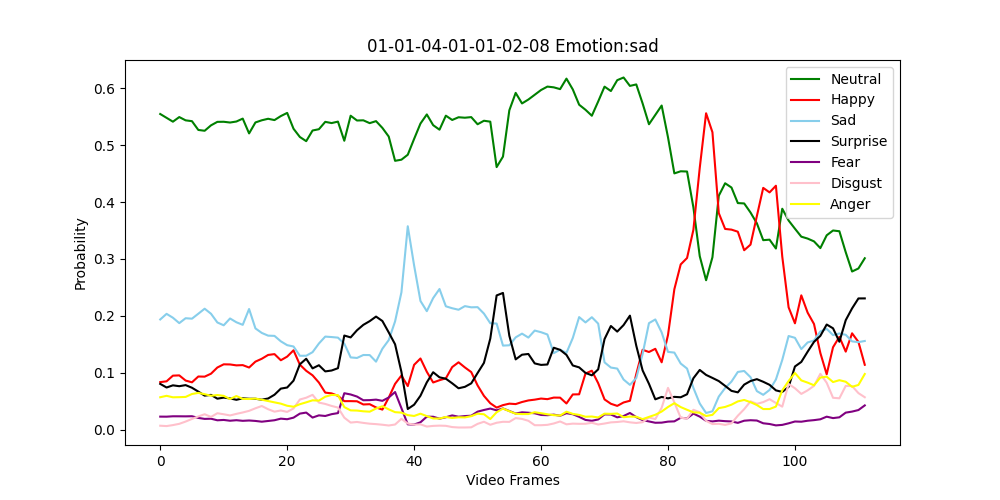 01-01-04-01-01-02-08 Emotion:sad
Probability
0.6
0.5
0.4
0.3
0.2
0.1
0.0
Neutral
Happy
Sad
Surprise
Fear
Disgust
Anger
0 20 40 60 80 100
Video Frames